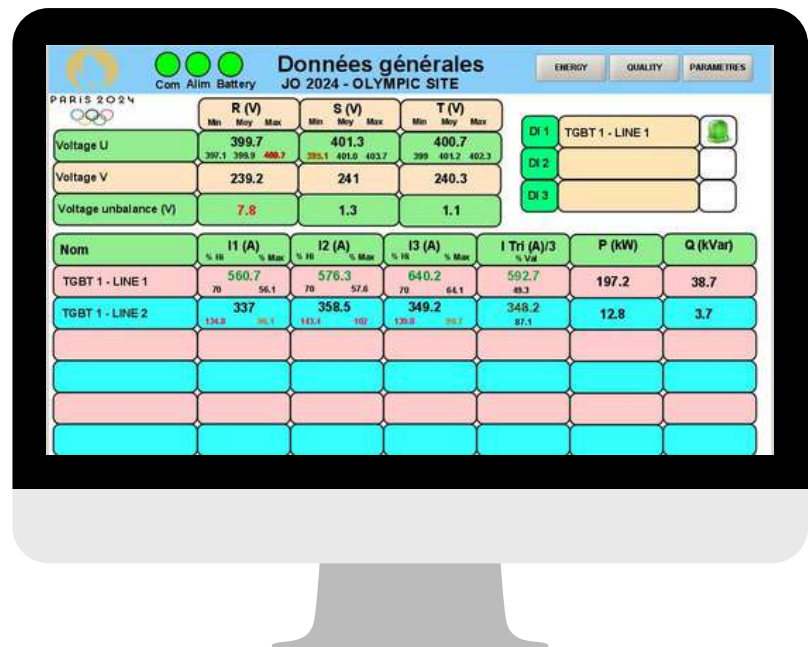 Données générales
JO 2024 - OLYMPIC SITE
Com Alim Battery
ENERGY QUALITY PARAMETRES
PARIS 2024
R (V) S (V) T (V)
Min Moy Max Min Moy Max Min Moy Max
Voltage U 399.7 401.3 400.7
397.1 399.9 401.0 403.7 399 401.2 402.3
Voltage V 239.2 241 240.3
Voltage unbalance (V) 7.8 1.3 1.1
DI 1 TGBT 1 - LINE 1
DI 2
DI 3
Nom I1 (A) I2 (A) I3 (A) I Tri (A)/3 P (kW) Q (kVar)
% Max % Max % Max % Val
TGBT 1 - LINE 1 560.7 576.3 640.2 592.7 197.2 38.7
70 56.1 70 57.6 70 64.1 49.3
TGBT 1 - LINE 2 337 358.5 349.2 348.2 12.8 3.7
134.8 143.4 102 87.1